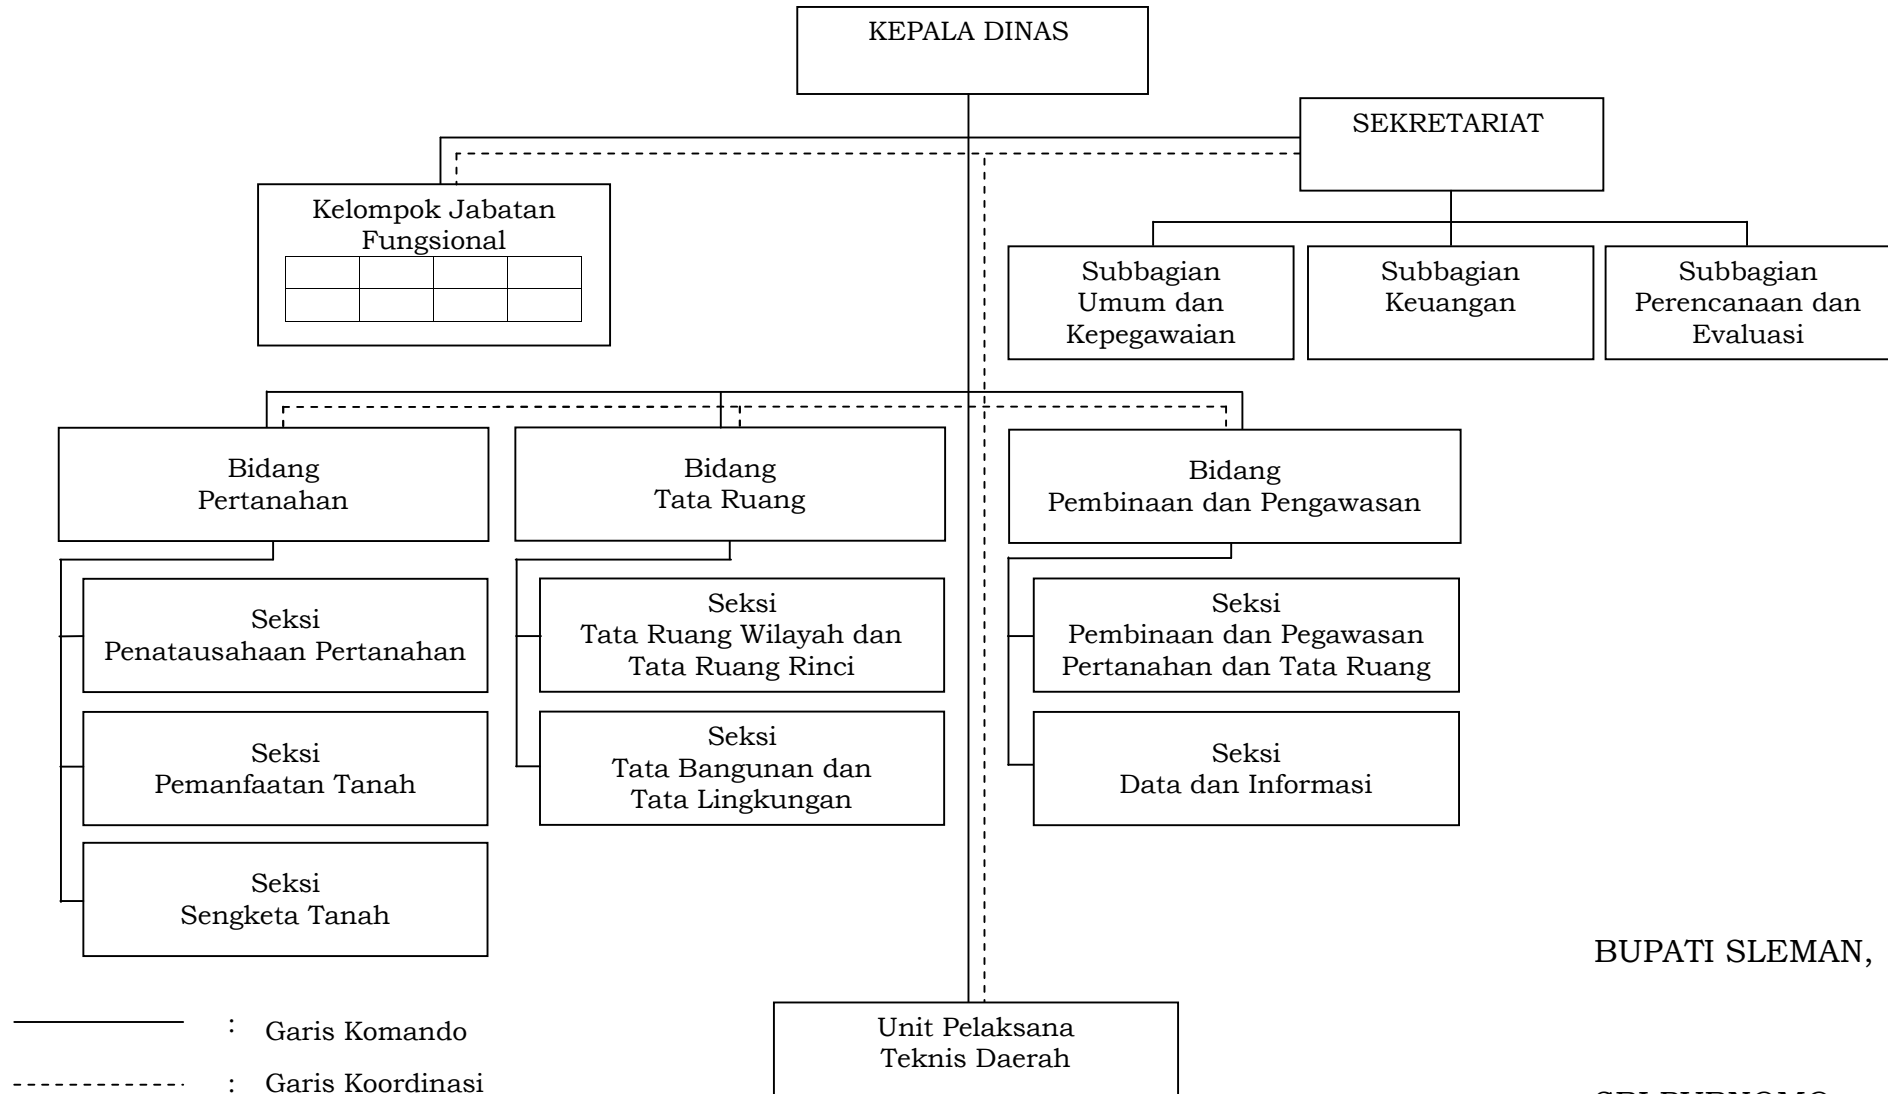 KEPALA DINAS
SEKRETARIAT
Kelompok Jabatan
Fungsional
Subbagian
Umum dan
Kepegawaian
Subbagian
Keuangan
Subbagian
Perencanaan dan
Evaluasi
Bidang
Pertanahan
Bidang
Tata Ruang
Bidang
Pembinaan dan Pengawasan
Seksi
Penatausahaan Pertanahan
Seksi
Pemanfaatan Tanah
Seksi
Sengketa Tanah
Seksi
Tata Ruang Wilayah dan
Tata Ruang Rinci
Seksi
Tata Bangunan dan
Tata Lingkungan
Seksi
Pembinaan dan Pegawasan
Pertanahan dan Tata Ruang
Seksi
Data dan Informasi
Unit Pelaksana
Teknis Daerah
: Garis Komando
: Garis Koordinasi
BUPATI SLEMAN,
SRI PURNOMO